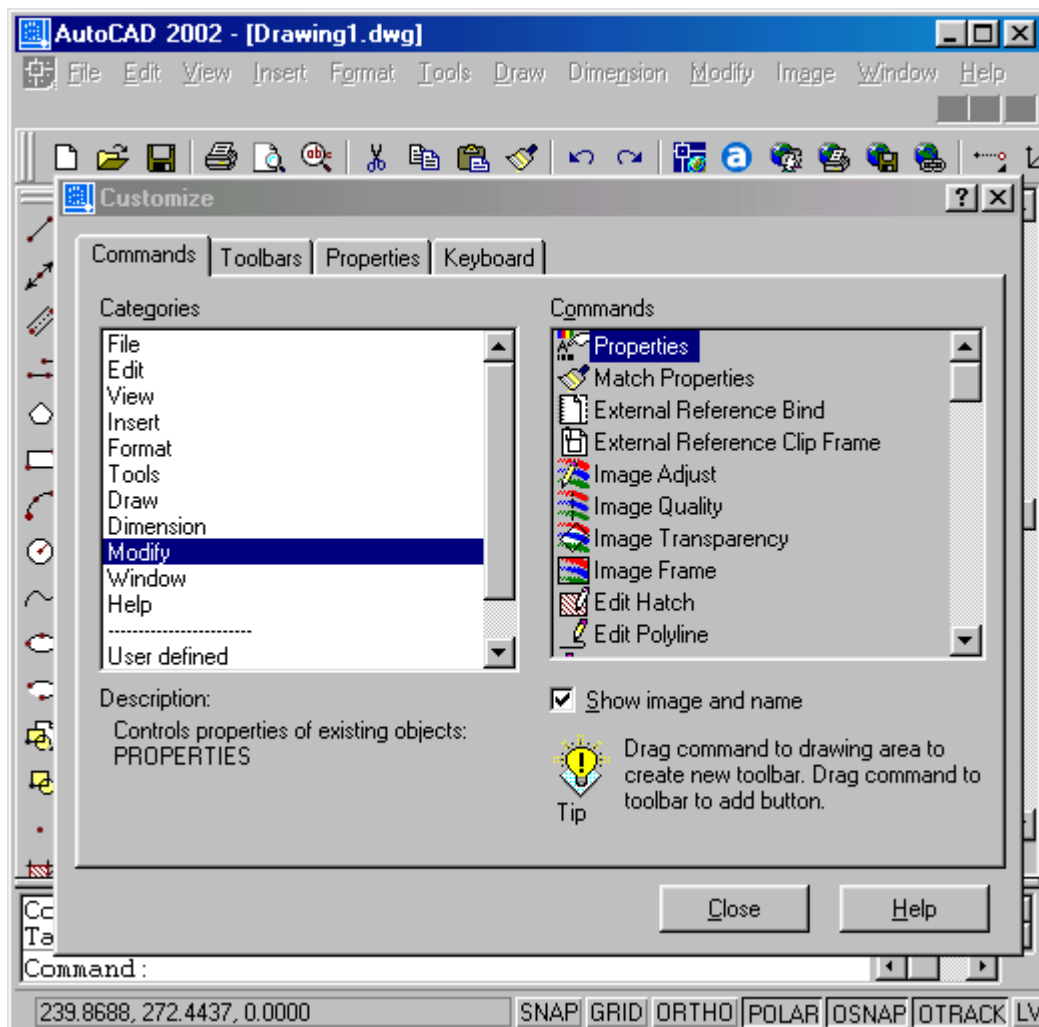 AutoCAD 2002 - [Drawing1.dwg]
File Edit View Insert Format Tools Draw Dimension Modify Image Window Help
Customize
Commands Toolbars Properties Keyboard
Categories
File
Edit
View
Insert
Format
Tools
Draw
Dimension
Modify
Window
Help
------------------------
User defined
Commands
Properties
Match Properties
External Reference Bind
External Reference Clip Frame
Image Adjust
Image Quality
Image Transparency
Image Frame
Edit Hatch
Edit Polyline
Description:
Controls properties of existing objects:
PROPERTIES
Show image and name
Tip
Drag command to drawing area to
create new toolbar. Drag command to
toolbar to add button.
Close Help
Co
Ta
Command:
239.8688, 272.4437, 0.0000 SNAP GRID ORTHO POLAR OSNAP OTRACK LV